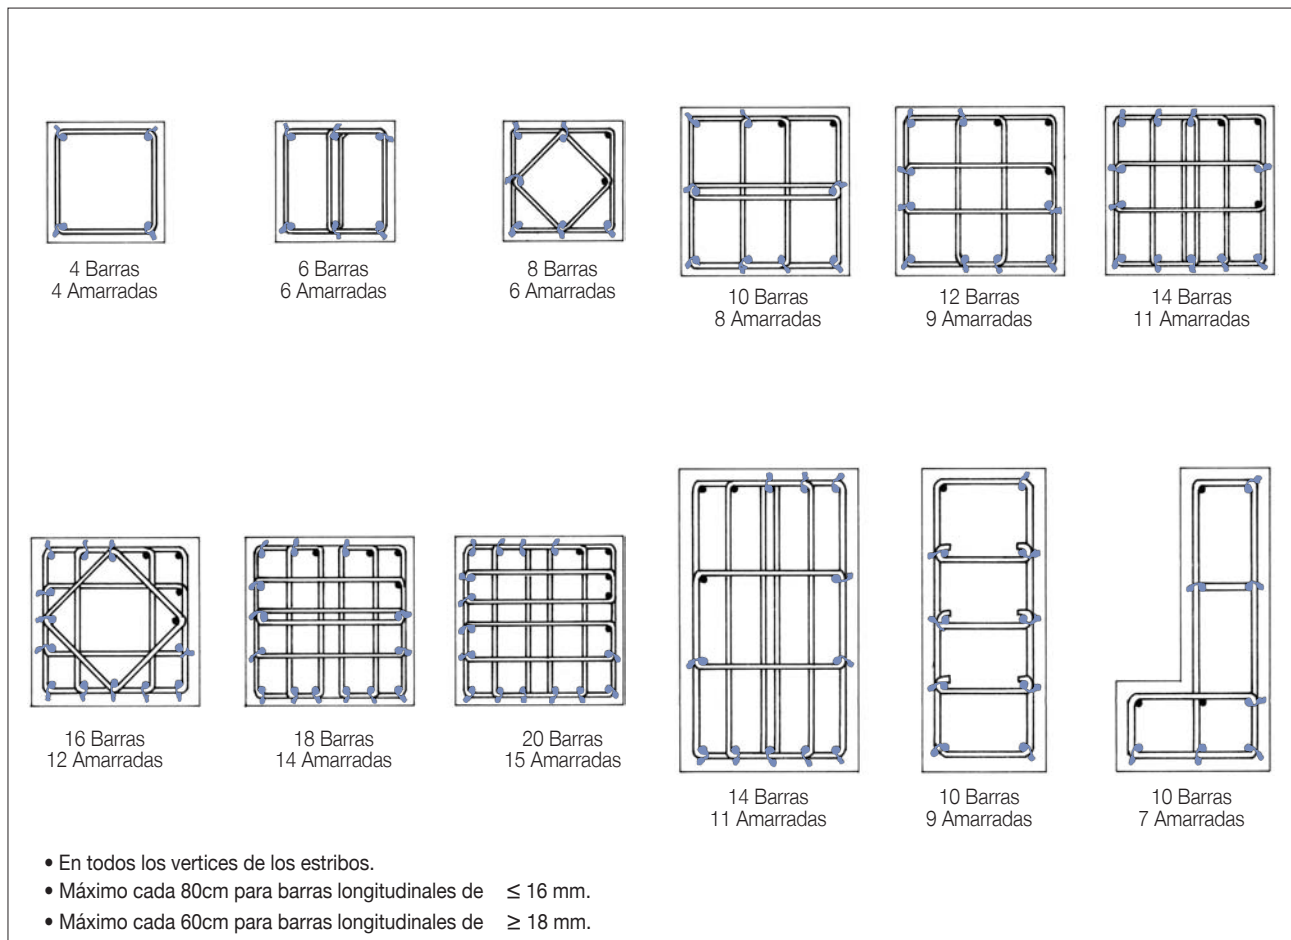 4 Barras
4 Amarradas
6 Barras
6 Amarradas
8 Barras
6 Amarradas
10 Barras
8 Amarradas
12 Barras
9 Amarradas
14 Barras
11 Amarradas
16 Barras
12 Amarradas
18 Barras
14 Amarradas
20 Barras
15 Amarradas
14 Barras
11 Amarradas
10 Barras
9 Amarradas
10 Barras
7 Amarradas
• En todos los vertices de los estribos.
• Máximo cada 80cm para barras longitudinales de ≤ 16 mm.
• Máximo cada 60cm para barras longitudinales de ≥ 18 mm.